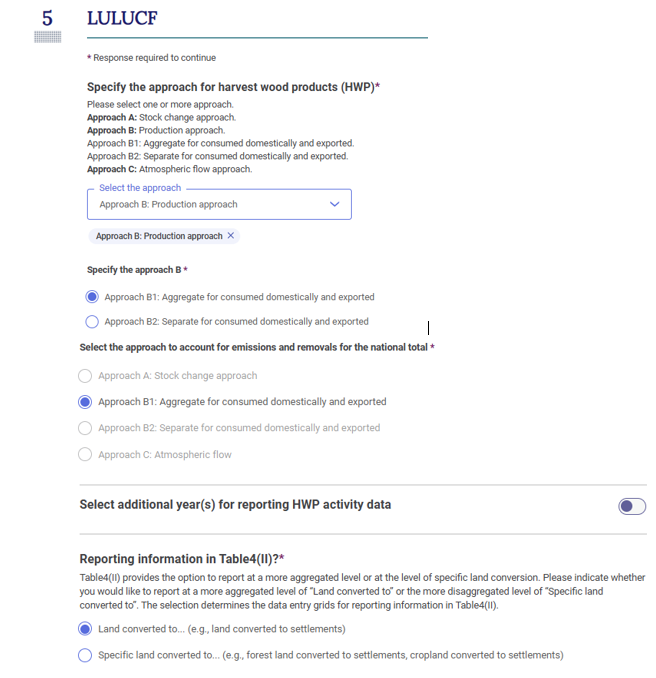 5 LULUCF
* Response required to continue
Specify the approach for harvest wood products (HWP)*
Please select one or more approach.
Approach A: Stock change approach.
Approach B: Production approach.
Approach B1: Aggregate for consumed domestically and exported.
Approach B2: Separate for consumed domestically and exported.
Approach C: Atmospheric flow approach.
Select the approach
Approach B: Production approach
Approach B: Production approach ×
Specify the approach B *
Approach B1: Aggregate for consumed domestically and exported
Approach B2: Separate for consumed domestically and exported
Select the approach to account for emissions and removals for the national total *
Approach A: Stock change approach
Approach B1: Aggregate for consumed domestically and exported
Approach B2: Separate for consumed domestically and exported
Approach C: Atmospheric flow
Select additional year(s) for reporting HWP activity data
Reporting information in Table4(II)?*
Table4(II) provides the option to report at a more aggregated level or at the level of specific land conversion. Please indicate whether
you would like to report at a more aggregated level of “Land converted to” or the more disaggregated level of “Specific land
converted to”. The selection determines the data entry grids for reporting information in Table4(II).
Land converted to... (e.g., land converted to settlements)
Specific land converted to... (e.g., forest land converted to settlements, cropland converted to settlements)